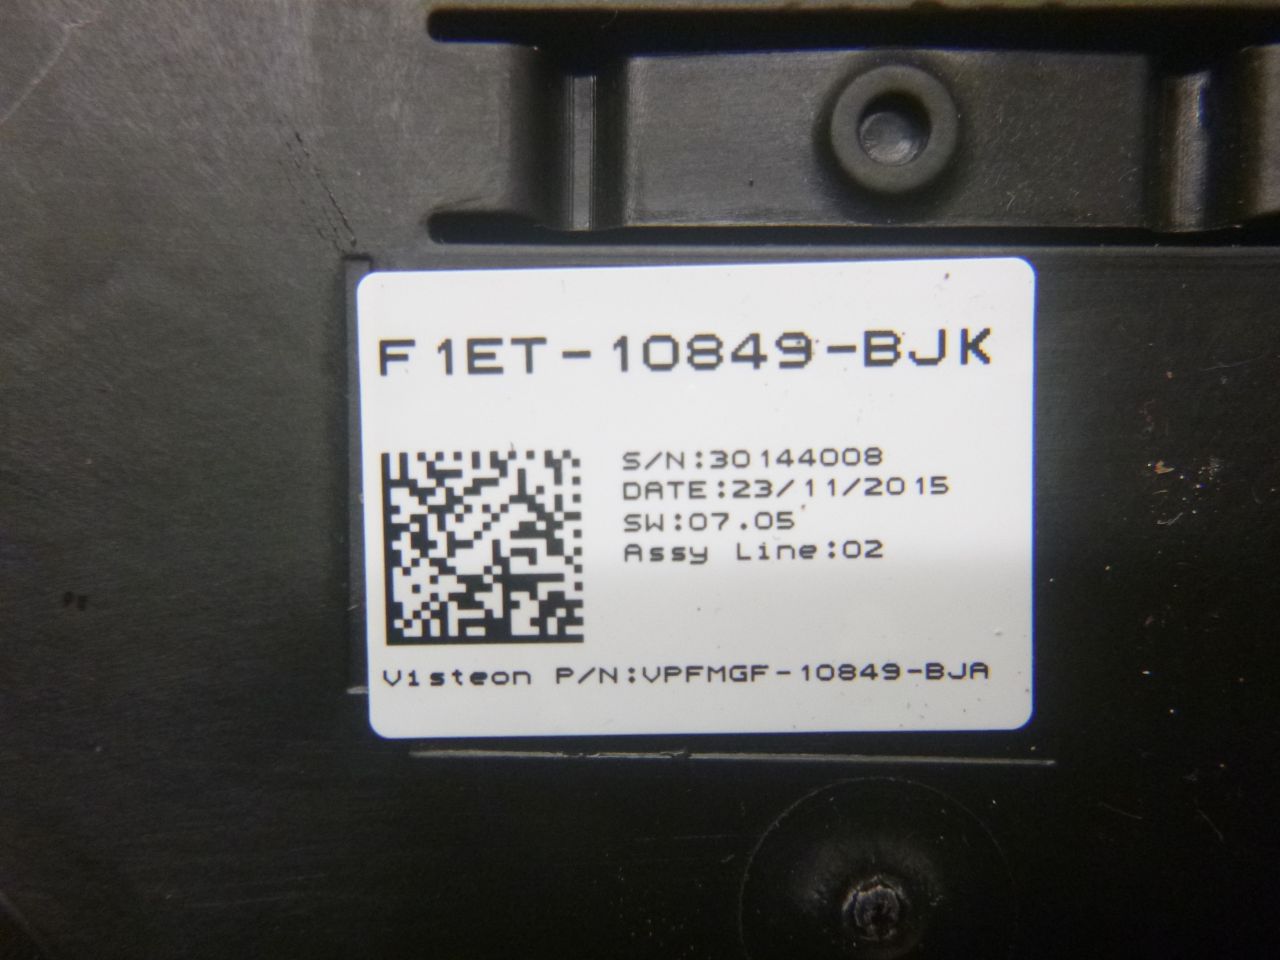 F1ET-10849-BJK
S/N:30144008
DATE:23/11/2015
SW:07.05
Assy Line:02
Visteon P/N:VPFMGF-10849-BJA